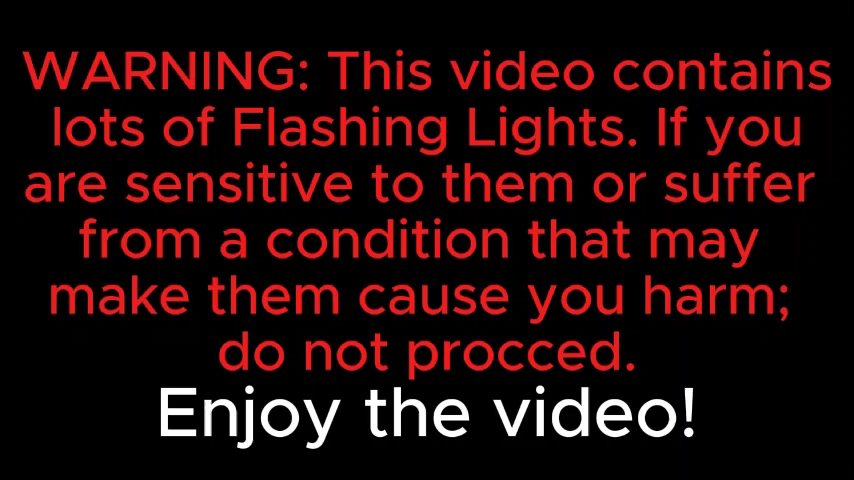 WARNING: This video contains
lots of Flashing Lights. If you
are sensitive to them or suffer
from a condition that may
make them cause you harm;
do not procced.
Enjoy the video!